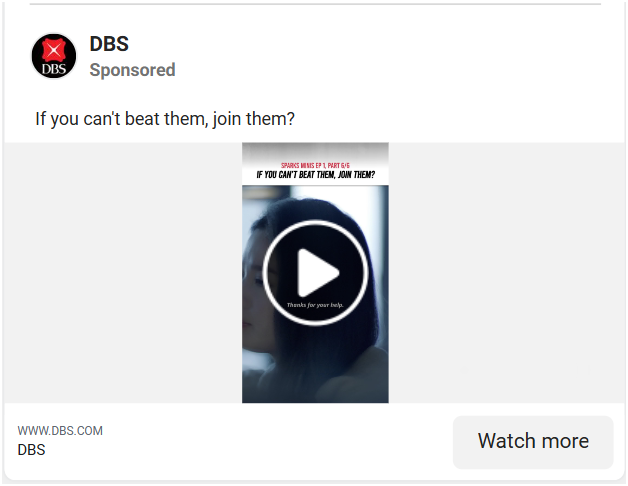 DBS
DBS
Sponsored
If you can't beat them, join them?
SPARKS MINIS EP 1, PART 6/6
IF YOU CAN'T BEAT THEM, JOIN THEM?
Thanks for your help.
WWW.DBS.COM
DBS
Watch more